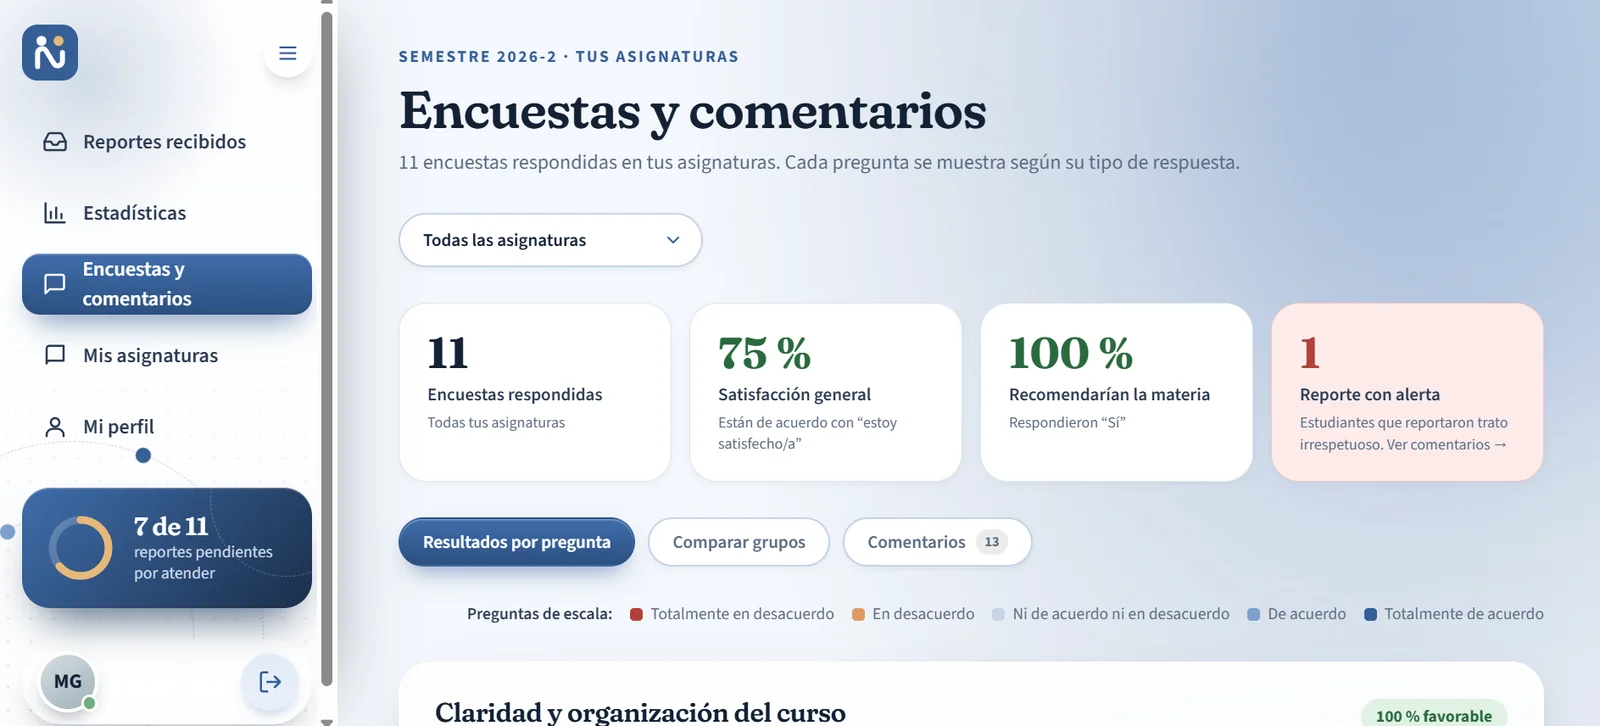 Reportes recibidos
Estadísticas
Encuestas y
comentarios
Mis asignaturas
Mi perfil
7 de 11
reportes pendientes
por atender
MG
SEMESTRE 2026-2 · TUS ASIGNATURAS
Encuestas y comentarios
11 encuestas respondidas en tus asignaturas. Cada pregunta se muestra según su tipo de respuesta.
Todas las asignaturas
11
Encuestas respondidas
Todas tus asignaturas
75 %
Satisfacción general
Están de acuerdo con “estoy
satisfecho/a”
100 %
Recomendarían la materia
Respondieron “Sí”
1
Reporte con alerta
Estudiantes que reportaron trato
irrespetuoso. Ver comentarios →
Resultados por pregunta
Comparar grupos
Comentarios 13
Preguntas de escala: Totalmente en desacuerdo En desacuerdo Ni de acuerdo ni en desacuerdo De acuerdo Totalmente de acuerdo
Claridad y organización del curso
100 % favorable